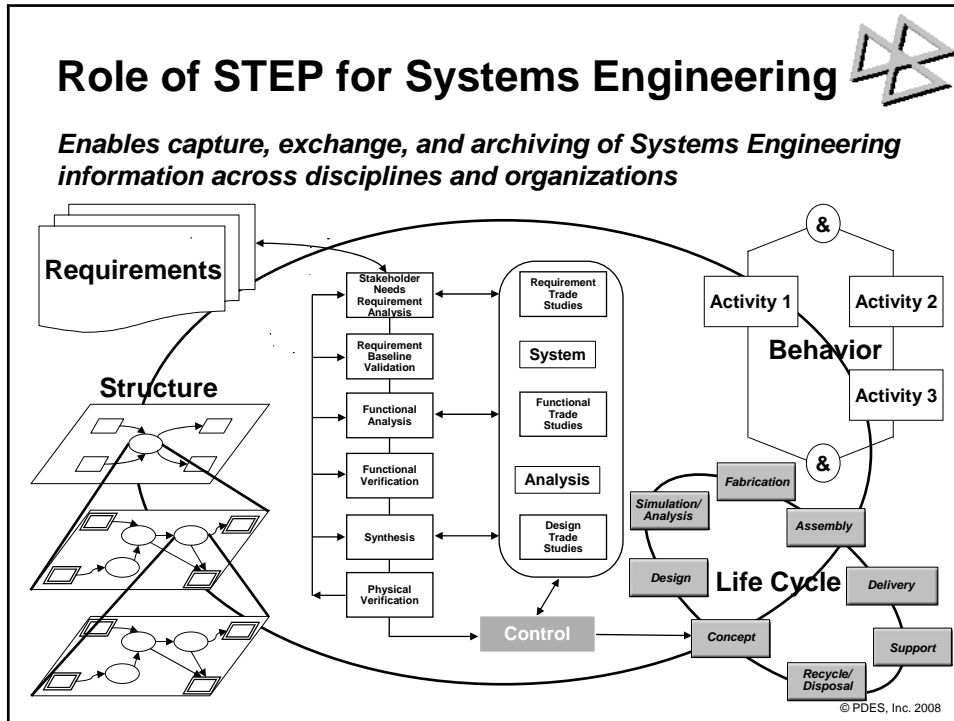 Role of STEP for Systems Engineering
Enables capture, exchange, and archiving of Systems Engineering
information across disciplines and organizations
Requirements
Stakeholder
Needs
Requirement
Analysis
Requirement
Baseline
Validation
Functional
Analysis
Functional
Verification
Synthesis
Physical
Verification
Requirement
Trade
Studies
System
Functional
Trade
Studies
Analysis
Design
Trade
Studies
Control
&
Activity 1
Activity 2
Behavior
Activity 3
&
Structure
Fabrication
Simulation/
Analysis
Assembly
Design
Life Cycle
Delivery
Concept
Support
Recycle/
Disposal
© PDES, Inc. 2008